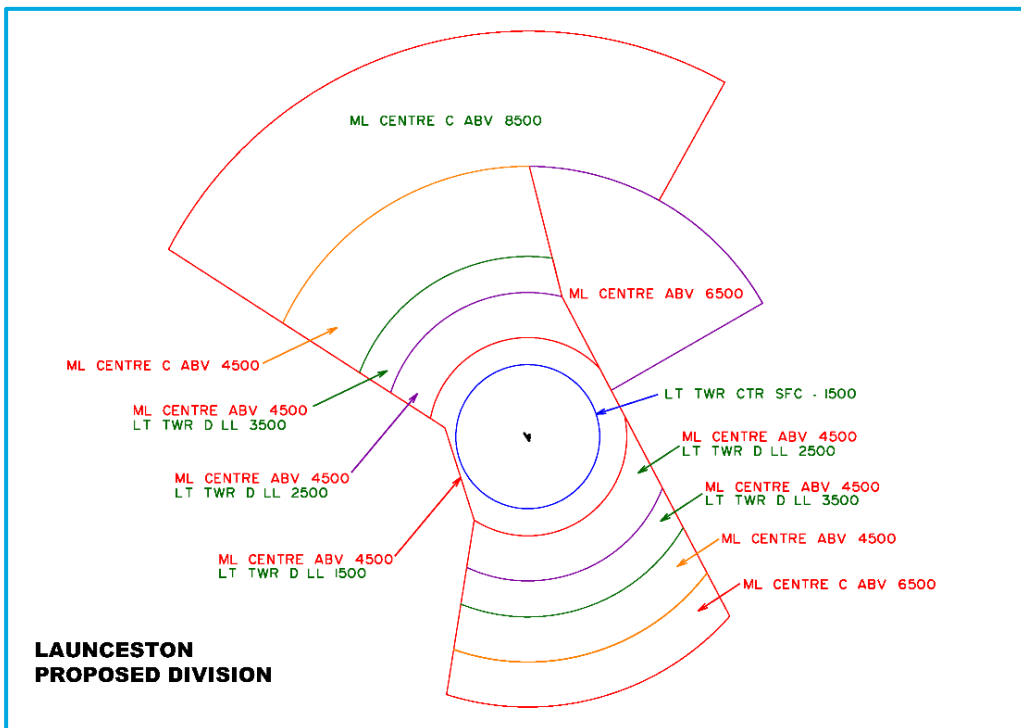 ML CENTRE C ABV 8500
ML CENTRE ABV 6500
ML CENTRE C ABV 4500
LT TWR CTR SFC - 1500
ML CENTRE ABV 4500
LT TWR D LL 3500
ML CENTRE ABV 4500
LT TWR D LL 2500
ML CENTRE ABV 4500
LT TWR D LL 2500
ML CENTRE ABV 4500
LT TWR D LL 3500
ML CENTRE ABV 4500
ML CENTRE ABV 4500
LT TWR D LL 1500
ML CENTRE C ABV 6500
LAUNCESTON
PROPOSED DIVISION